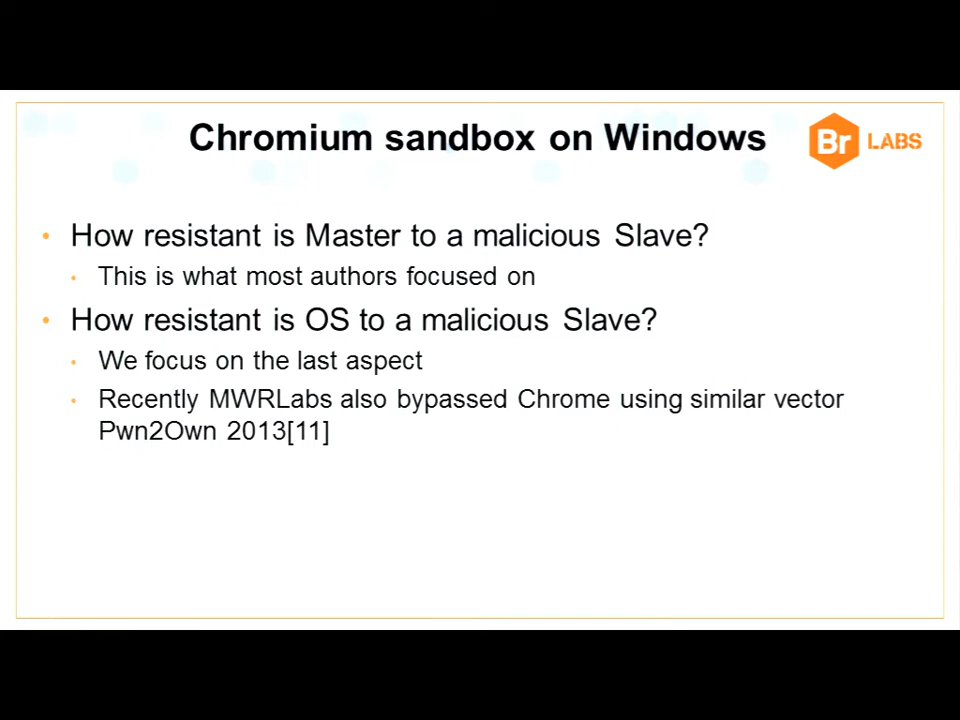 Chromium sandbox on Windows
Br LABS
• How resistant is Master to a malicious Slave?
• This is what most authors focused on
• How resistant is OS to a malicious Slave?
• We focus on the last aspect
• Recently MWRLabs also bypassed Chrome using similar vector
Pwn2Own 2013[11]